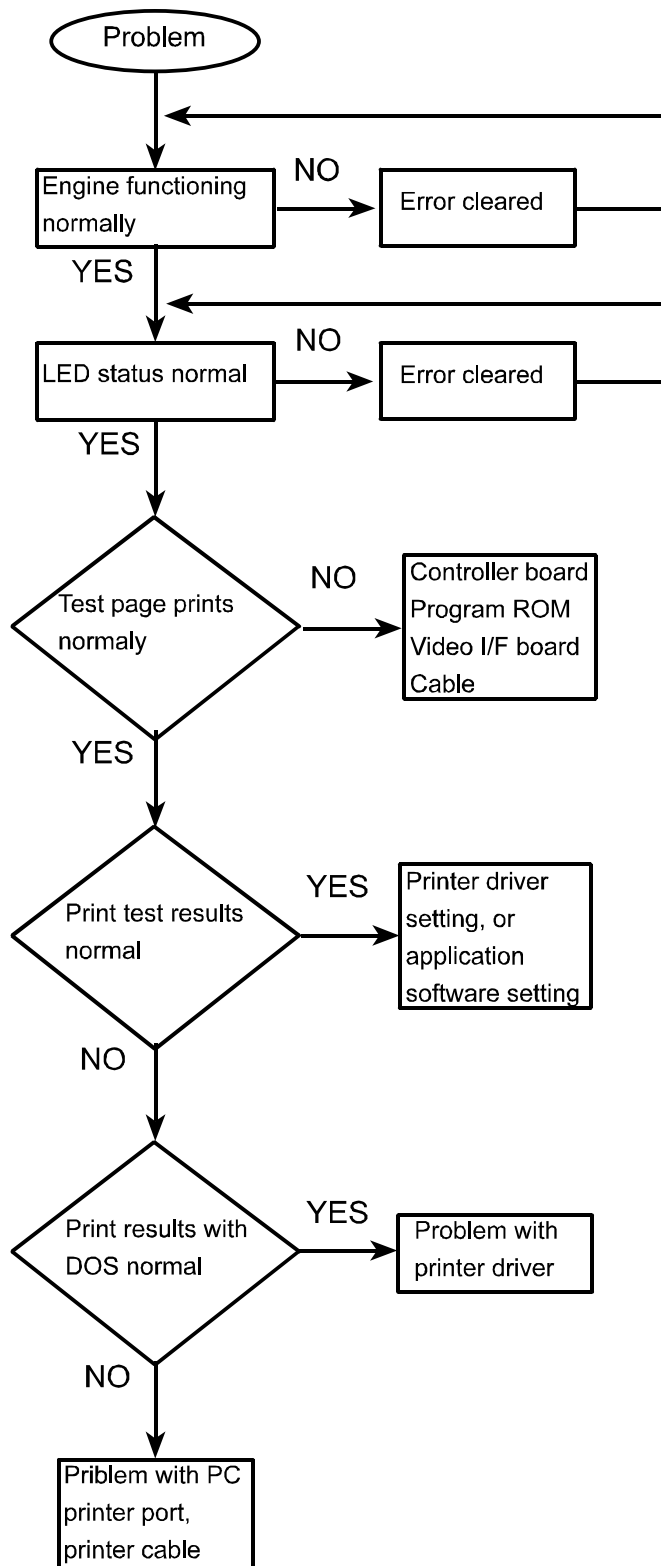 Problem
Engine functioning
normally
NO
Error cleared
YES
LED status normal
NO
Error cleared
YES
Test page prints
normaly
NO
Controller board
Program ROM
Video I/F board
Cable
YES
Print test results
normal
YES
Printer driver
setting, or
application
software setting
NO
Print results with
DOS normal
YES
Problem with
printer driver
NO
Priblem with PC
printer port,
printer cable